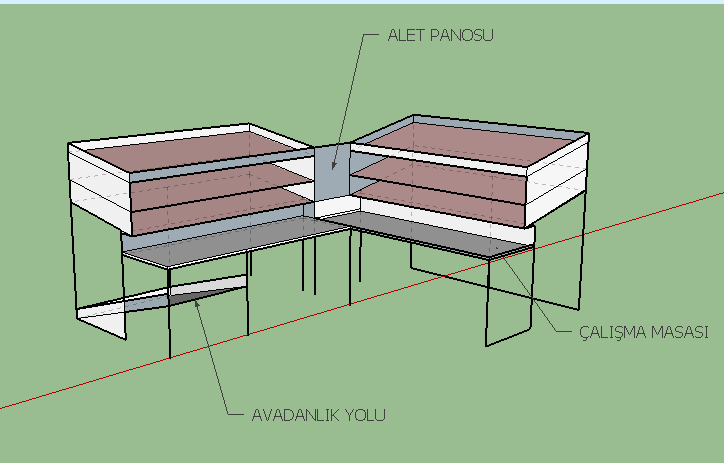 ALET PANOSU
ÇALIŞMA MASASI
AVADANLIK YOLU